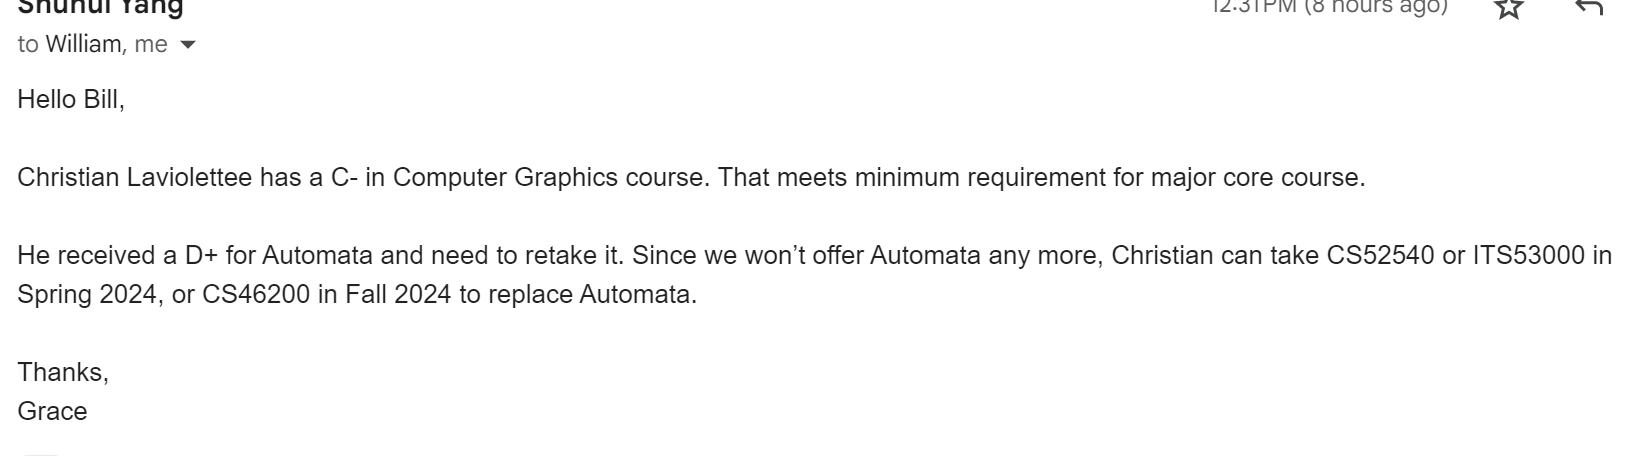 Shuhui Yang
12:31 PM (8 hours ago)
to William, me
Hello Bill,
Christian Laviolettee has a C- in Computer Graphics course. That meets minimum requirement for major core course.
He received a D+ for Automata and need to retake it. Since we won’t offer Automata any more, Christian can take CS52540 or ITS53000 in
Spring 2024, or CS46200 in Fall 2024 to replace Automata.
Thanks,
Grace